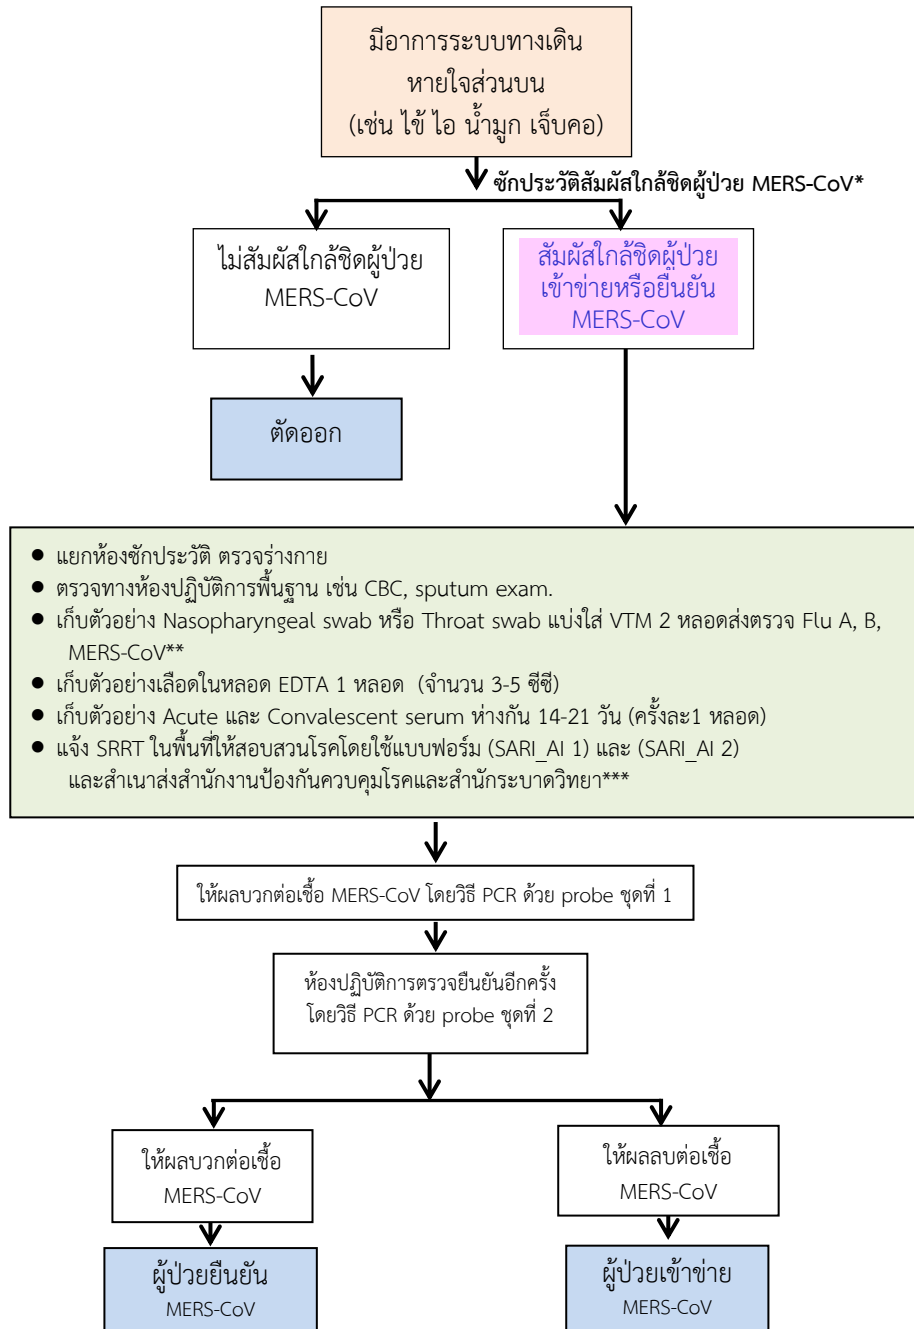 มีอาการระบบทางเดิน
หายใจส่วนบน
(เช่น ไข้ ไอ น้ำมูก เจ็บคอ)
ซักประวัติสัมผัสใกล้ชิดผู้ป่วย MERS-CoV*
ไม่สัมผัสใกล้ชิดผู้ป่วย
MERS-CoV
สัมผัสใกล้ชิดผู้ป่วย
เข้าข่ายหรือยืนยัน
MERS-CoV
ตัดออก
● แยกห้องซักประวัติ ตรวจร่างกาย
● ตรวจทางห้องปฏิบัติการพื้นฐาน เช่น CBC, sputum exam.
● เก็บตัวอย่าง Nasopharyngeal swab หรือ Throat swab แบ่งใส่ VTM 2 หลอดส่งตรวจ Flu A, B,
MERS-CoV**
● เก็บตัวอย่างเลือดในหลอด EDTA 1 หลอด (จำนวน 3-5 ซีซี)
● เก็บตัวอย่าง Acute และ Convalescent serum ห่างกัน 14-21 วัน (ครั้งละ1 หลอด)
● แจ้ง SRRT ในพื้นที่ให้สอบสวนโรคโดยใช้แบบฟอร์ม (SARI_AI 1) และ (SARI_AI 2)
และสำเนาส่งสำนักงานป้องกันควบคุมโรคและสำนักระบาดวิทยา***
ให้ผลบวกต่อเชื้อ MERS-CoV โดยวิธี PCR ด้วย probe ชุดที่ 1
ห้องปฏิบัติการตรวจยืนยันอีกครั้ง
โดยวิธี PCR ด้วย probe ชุดที่ 2
ให้ผลบวกต่อเชื้อ
MERS-CoV
ให้ผลลบต่อเชื้อ
MERS-CoV
ผู้ป่วยยืนยัน
MERS-CoV
ผู้ป่วยเข้าข่าย
MERS-CoV